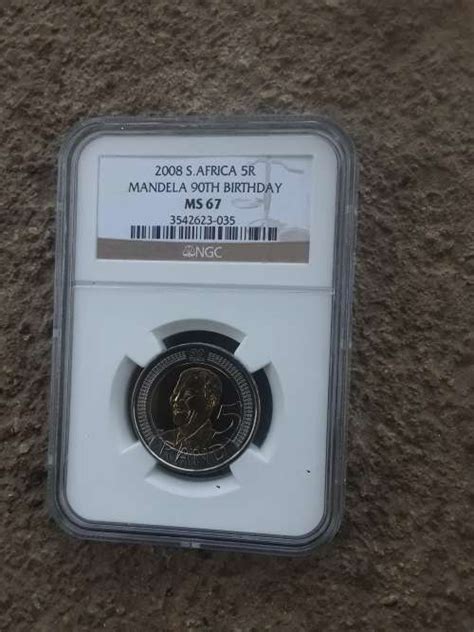 2008 S.AFRICA 5R
MANDELA 90TH BIRTHDAY
MS 67
3542623-035
NGC
5
RAND